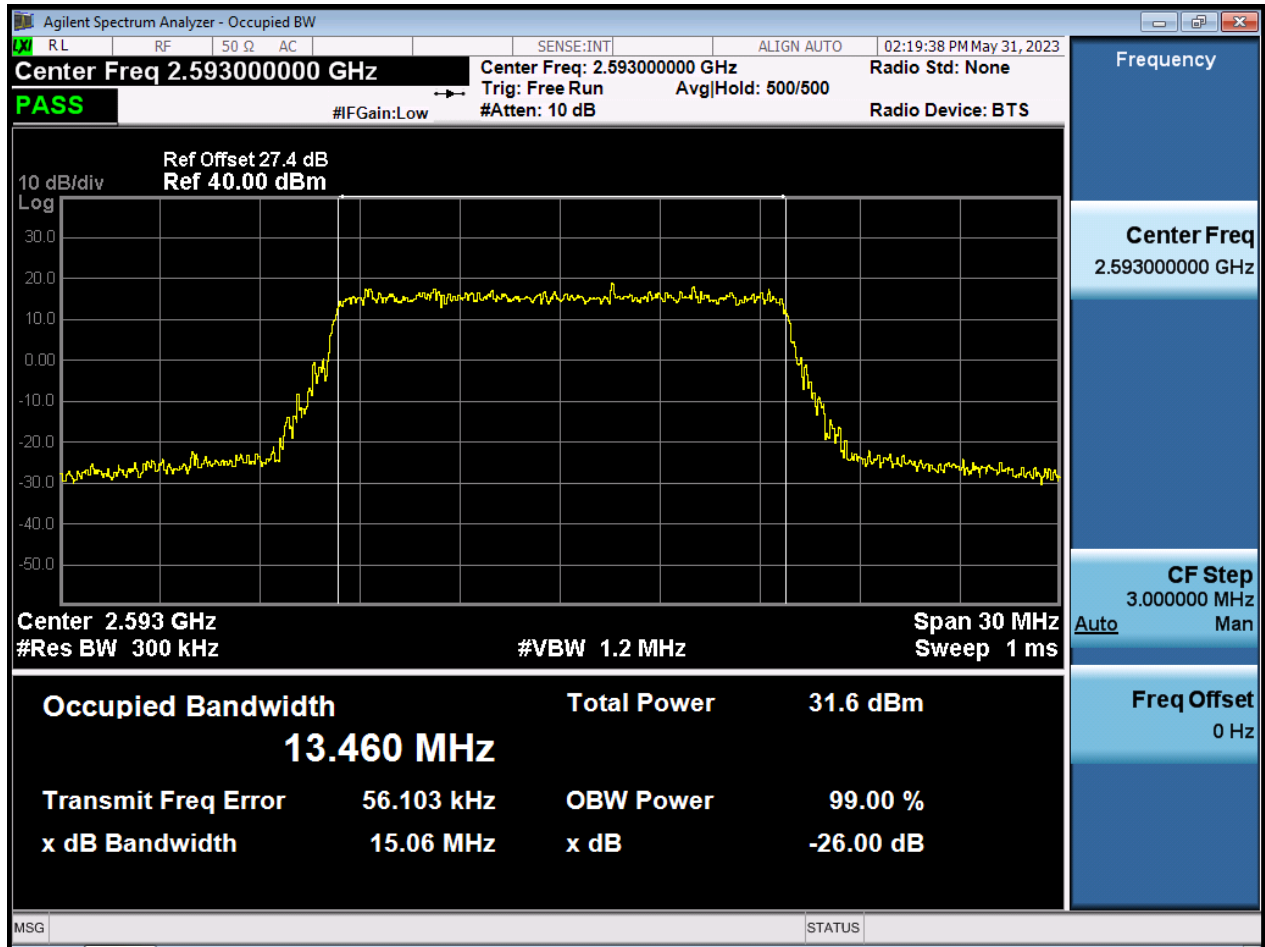 Agilent Spectrum Analyzer - Occupied BW
LXI RL RF 50 Ω AC SENSE:INT ALIGN AUTO 02:19:38 PM May 31, 2023
Center Freq 2.593000000 GHz
Center Freq: 2.593000000 GHz Radio Std: None
Trig: Free Run Avg|Hold: 500/500
PASS
#IFGain:Low #Atten: 10 dB Radio Device: BTS
Ref Offset 27.4 dB
10 dB/div Ref 40.00 dBm
Log
30.0
20.0
10.0
0.00
-10.0
-20.0
-30.0
-40.0
-50.0
Center 2.593 GHz Span 30 MHz
#Res BW 300 kHz #VBW 1.2 MHz Sweep 1 ms
Occupied Bandwidth Total Power 31.6 dBm
13.460 MHz
Transmit Freq Error 56.103 kHz OBW Power 99.00 %
x dB Bandwidth 15.06 MHz x dB -26.00 dB
MSG STATUS
Frequency
Center Freq
2.593000000 GHz
CF Step
3.000000 MHz
Auto Man
Freq Offset
0 Hz